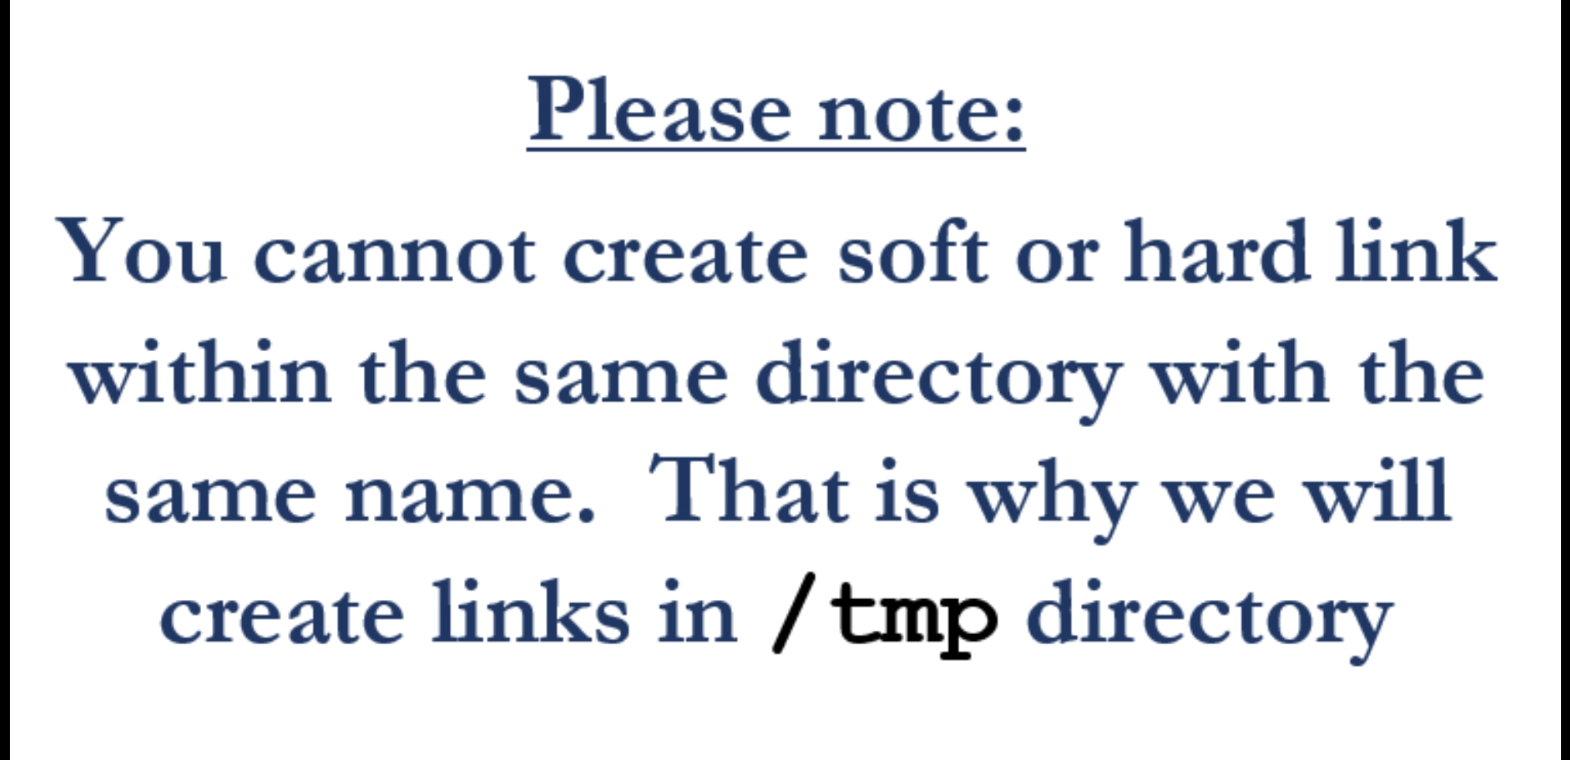 Please note:
You cannot create soft or hard link
within the same directory with the
same name.  That is why we will
create links in /tmp directory